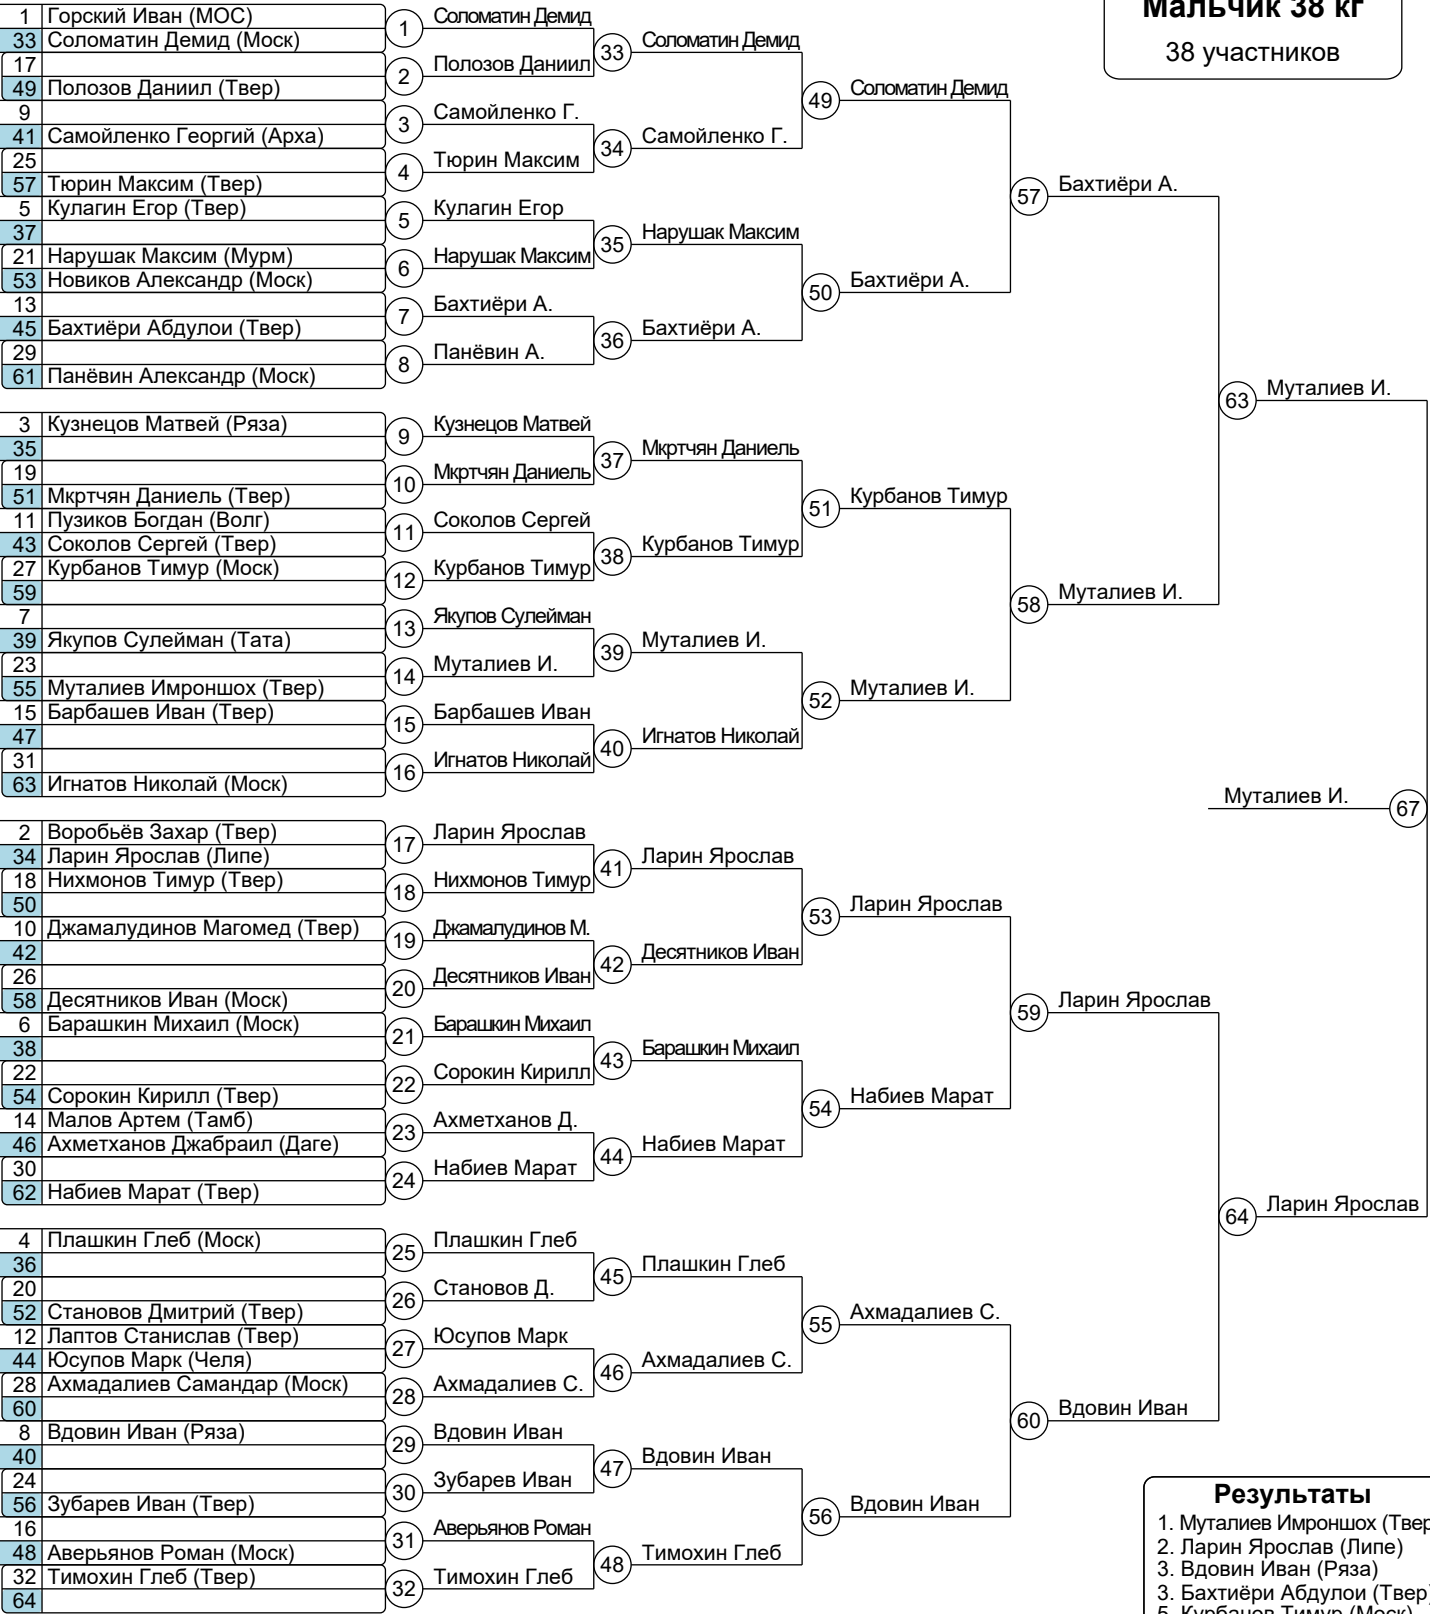 Мальчик 38 кг
38 участников
1 Горский Иван (МОС)
33 Соломатин Демид (Моск)
17
49 Полозов Даниил (Твер)
9
41 Самойленко Георгий (Арха)
25
57 Тюрин Максим (Твер)
5 Кулагин Егор (Твер)
37
21 Нарушак Максим (Мурм)
53 Новиков Александр (Моск)
13
45 Бахтиёри Абдулои (Твер)
29
61 Панёвин Александр (Моск)
3 Кузнецов Матвей (Ряза)
35
19
51 Мкртчян Даниель (Твер)
11 Пузиков Богдан (Волг)
43 Соколов Сергей (Твер)
27 Курбанов Тимур (Моск)
59
7
39 Якупов Сулейман (Тата)
23
55 Муталиев Имроншох (Твер)
15 Барбашев Иван (Твер)
47
31
63 Игнатов Николай (Моск)
2 Воробьёв Захар (Твер)
34 Ларин Ярослав (Липе)
18 Нихмонов Тимур (Твер)
50
10 Джамалудинов Магомед (Твер)
42
26
58 Десятников Иван (Моск)
6 Барашкин Михаил (Моск)
38
22
54 Сорокин Кирилл (Твер)
14 Малов Артем (Тамб)
46 Ахметханов Джабраил (Даге)
30
62 Набиев Марат (Твер)
4 Плашкин Глеб (Моск)
36
20
52 Становов Дмитрий (Твер)
12 Лаптов Станислав (Твер)
44 Юсупов Марк (Челя)
28 Ахмадалиев Самандар (Моск)
60
8 Вдовин Иван (Ряза)
40
24
56 Зубарев Иван (Твер)
16
48 Аверьянов Роман (Моск)
32 Тимохин Глеб (Твер)
64
1 Соломатин Демид
2 Полозов Даниил
3 Самойленко Г.
4 Тюрин Максим
5 Кулагин Егор
6 Нарушак Максим
7 Бахтиёри А.
8 Панёвин А.
9 Кузнецов Матвей
10 Мкртчян Даниель
11 Соколов Сергей
12 Курбанов Тимур
13 Якупов Сулейман
14 Муталиев И.
15 Барбашев Иван
16 Игнатов Николай
17 Ларин Ярослав
18 Нихмонов Тимур
19 Джамалудинов М.
20 Десятников Иван
21 Барашкин Михаил
22 Сорокин Кирилл
23 Ахметханов Д.
24 Набиев Марат
25 Плашкин Глеб
26 Становов Д.
27 Юсупов Марк
28 Ахмадалиев С.
29 Вдовин Иван
30 Зубарев Иван
31 Аверьянов Роман
32 Тимохин Глеб
33 Соломатин Демид
34 Самойленко Г.
35 Нарушак Максим
36 Бахтиёри А.
37 Мкртчян Даниель
38 Курбанов Тимур
39 Муталиев И.
40 Игнатов Николай
41 Ларин Ярослав
42 Десятников Иван
43 Барашкин Михаил
44 Набиев Марат
45 Плашкин Глеб
46 Ахмадалиев С.
47 Вдовин Иван
48 Тимохин Глеб
49 Соломатин Демид
50 Бахтиёри А.
51 Курбанов Тимур
52 Муталиев И.
53 Ларин Ярослав
54 Набиев Марат
55 Ахмадалиев С.
56 Вдовин Иван
57 Бахтиёри А.
58 Муталиев И.
59 Ларин Ярослав
60 Вдовин Иван
63 Муталиев И.
64 Ларин Ярослав
Муталиев И. 67
Результаты
1. Муталиев Имроншох (Твер
2. Ларин Ярослав (Липе)
3. Вдовин Иван (Ряза)
3. Бахтиёри Абдулои (Твер)
5. Курбанов Тимур (Моск)